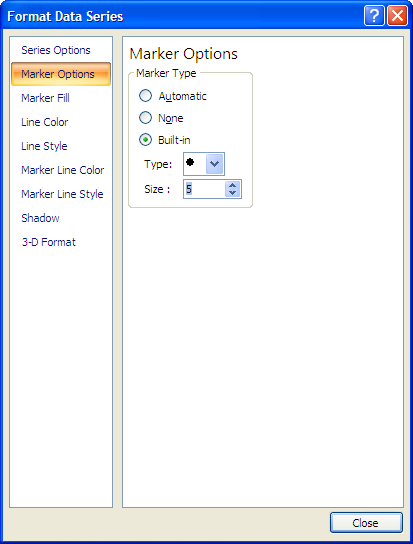 Format Data Series
?
Series Options
Marker Options
Marker Fill
Line Color
Line Style
Marker Line Color
Marker Line Style
Shadow
3-D Format
Marker Options
Marker Type
Automatic
None
Built-in
Type:
Size :
5
Close